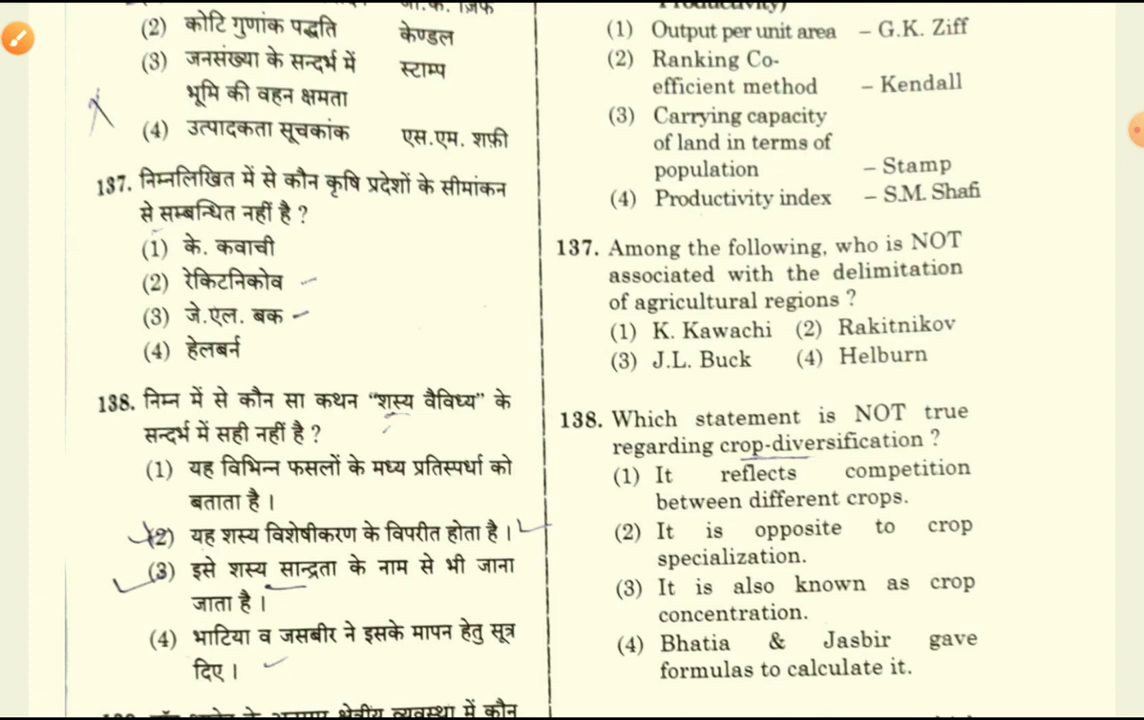 (2) कोटि गुणांक पद्धति केण्डल
(3) जनसंख्या के सन्दर्भ में स्टाम्प
भूमि की वहन क्षमता
(4) उत्पादकता सूचकांक एस.एम. शफ़ी
137. निम्नलिखित में से कौन कृषि प्रदेशों के सीमांकन
से सम्बन्धित नहीं है ?
(1) के. कवाची
(2) रेकिटनिकोव
(3) जे.एल. बक
(4) हेलबर्न
138. निम्न में से कौन सा कथन “शस्य वैविध्य” के
सन्दर्भ में सही नहीं है ?
(1) यह विभिन्न फसलों के मध्य प्रतिस्पर्धा को
बताता है ।
(2) यह शस्य विशेषीकरण के विपरीत होता है ।
(3) इसे शस्य सान्द्रता के नाम से भी जाना
जाता है ।
(4) भाटिया व जसबीर ने इसके मापन हेतु सूत्र
दिए ।
क्षेत्रीय व्यवस्था में कौन
Productivity)
(1) Output per unit area – G.K. Ziff
(2) Ranking Co-
efficient method – Kendall
(3) Carrying capacity
of land in terms of
population – Stamp
(4) Productivity index – S.M. Shafi
137. Among the following, who is NOT
associated with the delimitation
of agricultural regions ?
(1) K. Kawachi (2) Rakitnikov
(3) J.L. Buck (4) Helburn
138. Which statement is NOT true
regarding crop-diversification ?
(1) It reflects competition
between different crops.
(2) It is opposite to crop
specialization.
(3) It is also known as crop
concentration.
(4) Bhatia & Jasbir gave
formulas to calculate it.